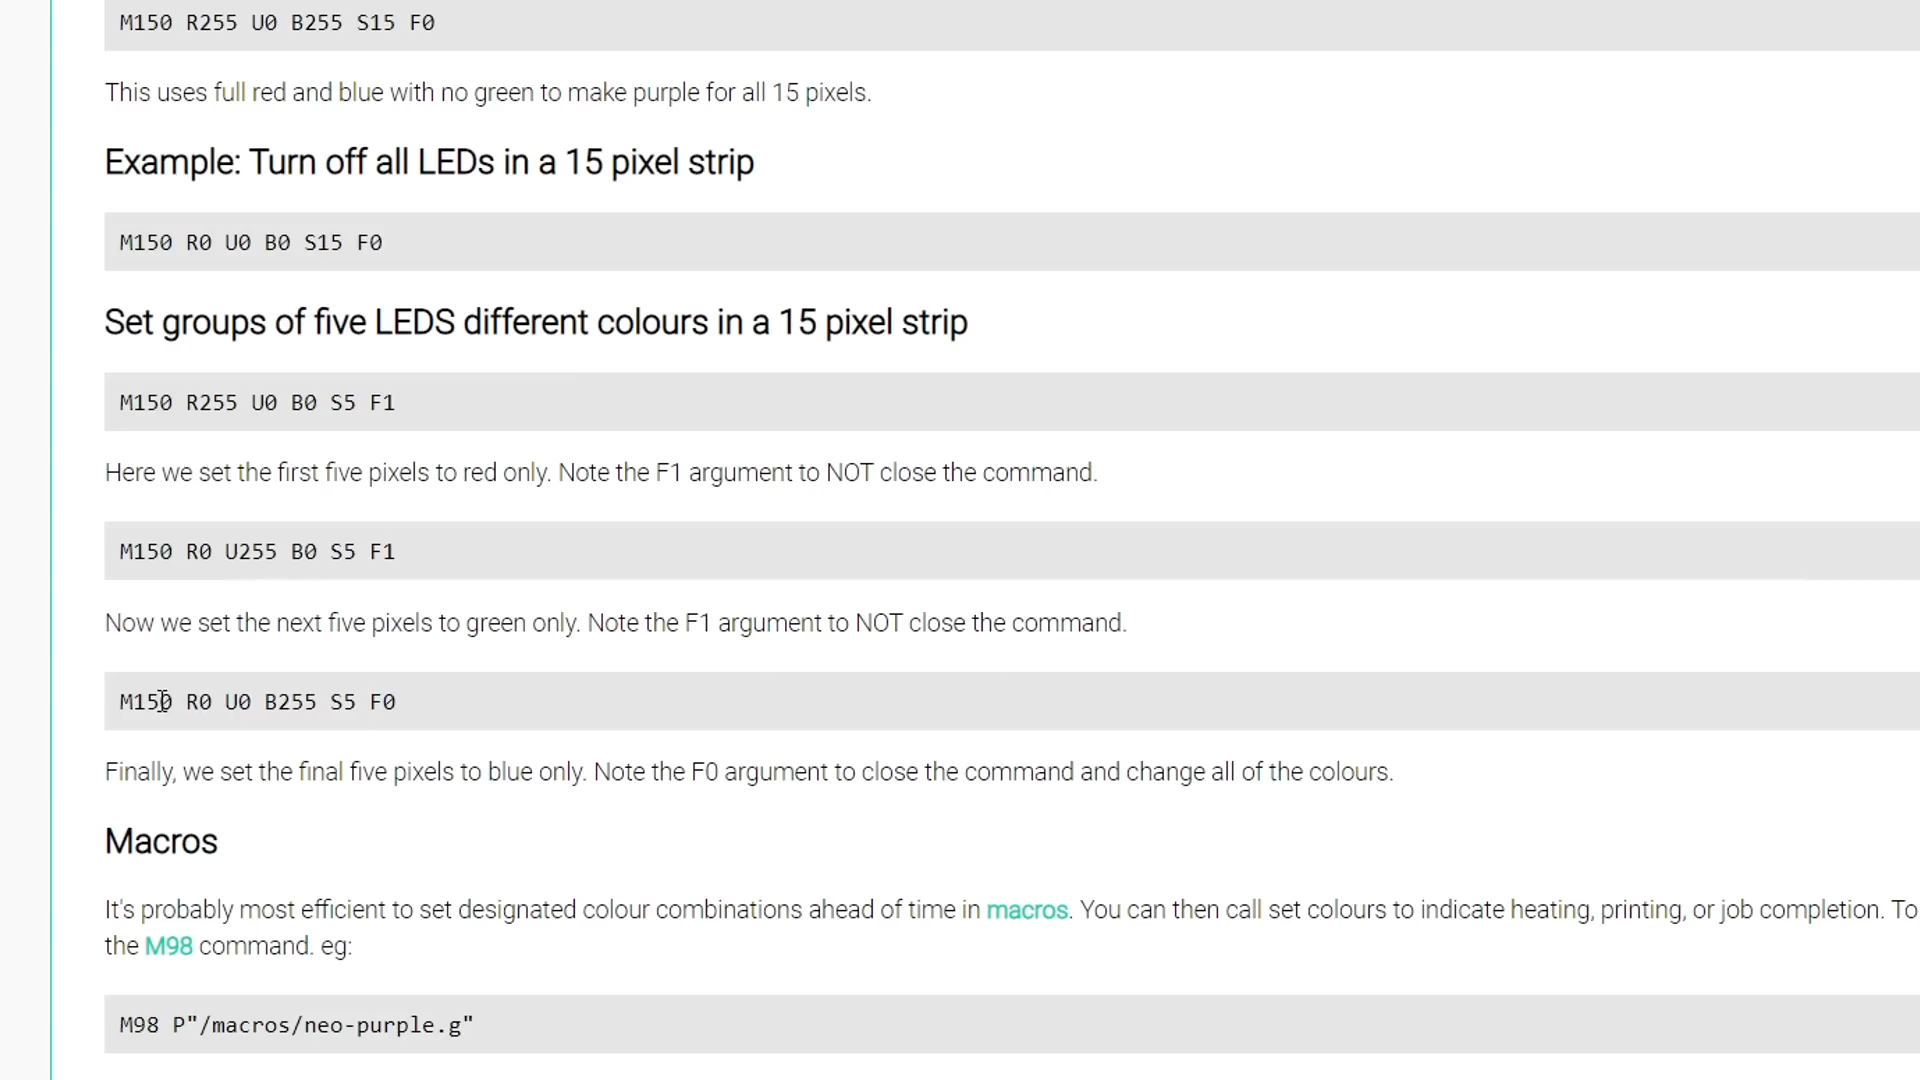 M150 R255 U0 B255 S15 F0
This uses full red and blue with no green to make purple for all 15 pixels.
Example: Turn off all LEDs in a 15 pixel strip
M150 R0 U0 B0 S15 F0
Set groups of five LEDS different colours in a 15 pixel strip
M150 R255 U0 B0 S5 F1
Here we set the first five pixels to red only. Note the F1 argument to NOT close the command.
M150 R0 U255 B0 S5 F1
Now we set the next five pixels to green only. Note the F1 argument to NOT close the command.
M150 R0 U0 B255 S5 F0
Finally, we set the final five pixels to blue only. Note the F0 argument to close the command and change all of the colours.
Macros
It's probably most efficient to set designated colour combinations ahead of time in macros. You can then call set colours to indicate heating, printing, or job completion. To
the M98 command. eg:
M98 P"/macros/neo-purple.g"